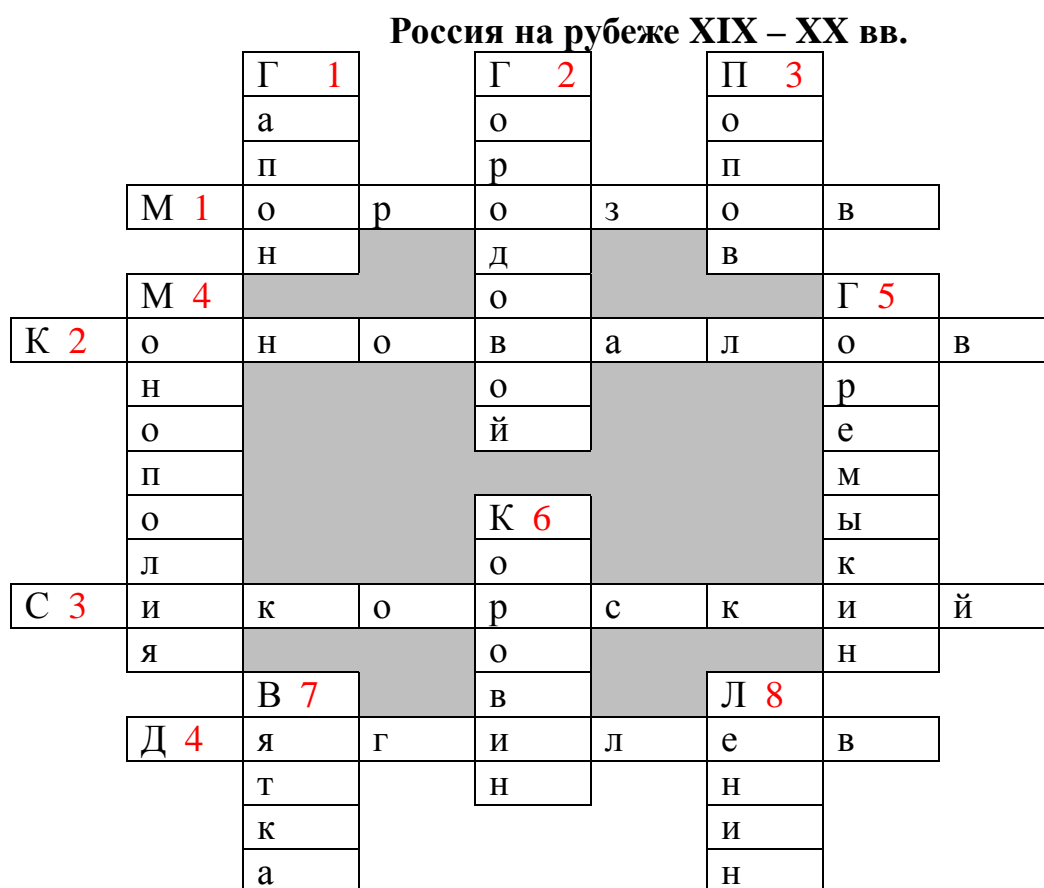 Россия на рубеже XIX – XX вв.
Г 1 Г 2 П 3
а о о
п р п
М 1 о р о з о в
н д в
М 4 о Г 5
К 2 о н о в а л о в
н о р
о й е
п м
о К 6 ы
л о к
С 3 и к о р с к и й
я о н
В 7 в Л 8
Д 4 я г и л е в
т н н
к и
а н